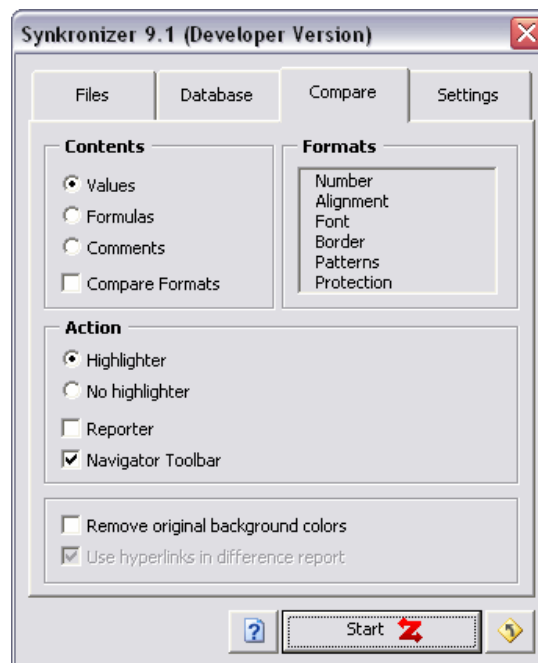 Synkronizer 9.1 (Developer Version)
Files Database Compare Settings
Contents
Values
Formulas
Comments
Compare Formats
Formats
Number
Alignment
Font
Border
Patterns
Protection
Action
Highlighter
No highlighter
Reporter
Navigator Toolbar
Remove original background colors
Use hyperlinks in difference report
Start